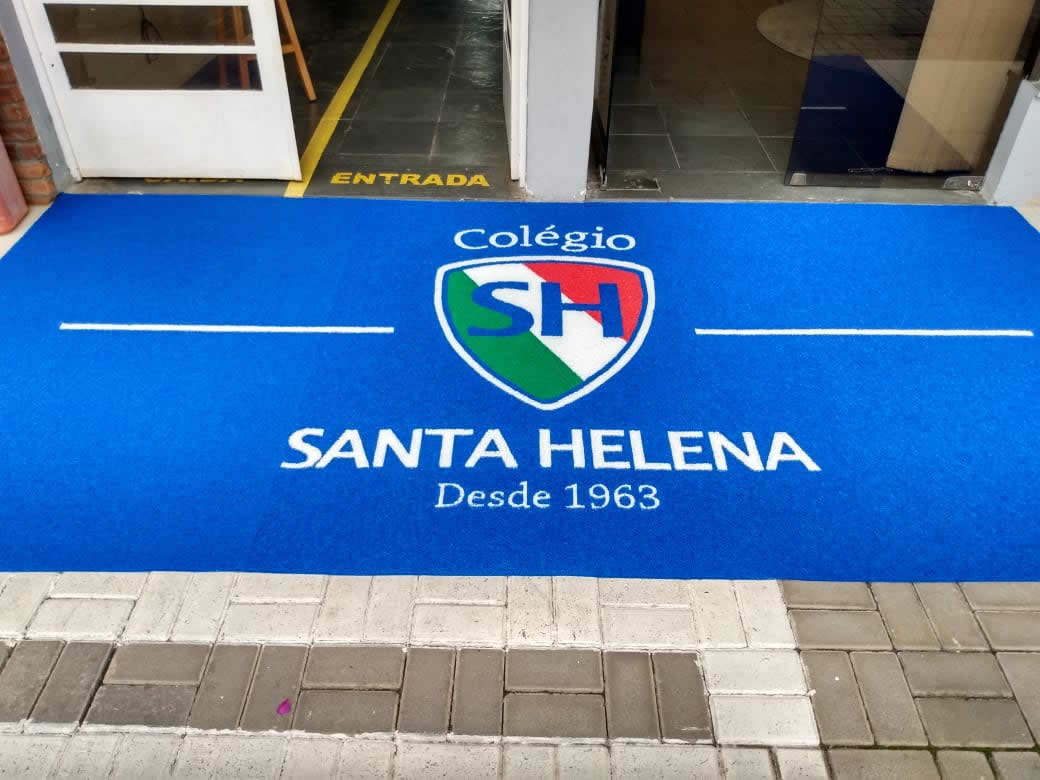 ENTRADA
Colégio
SH
SANTA HELENA
Desde 1963